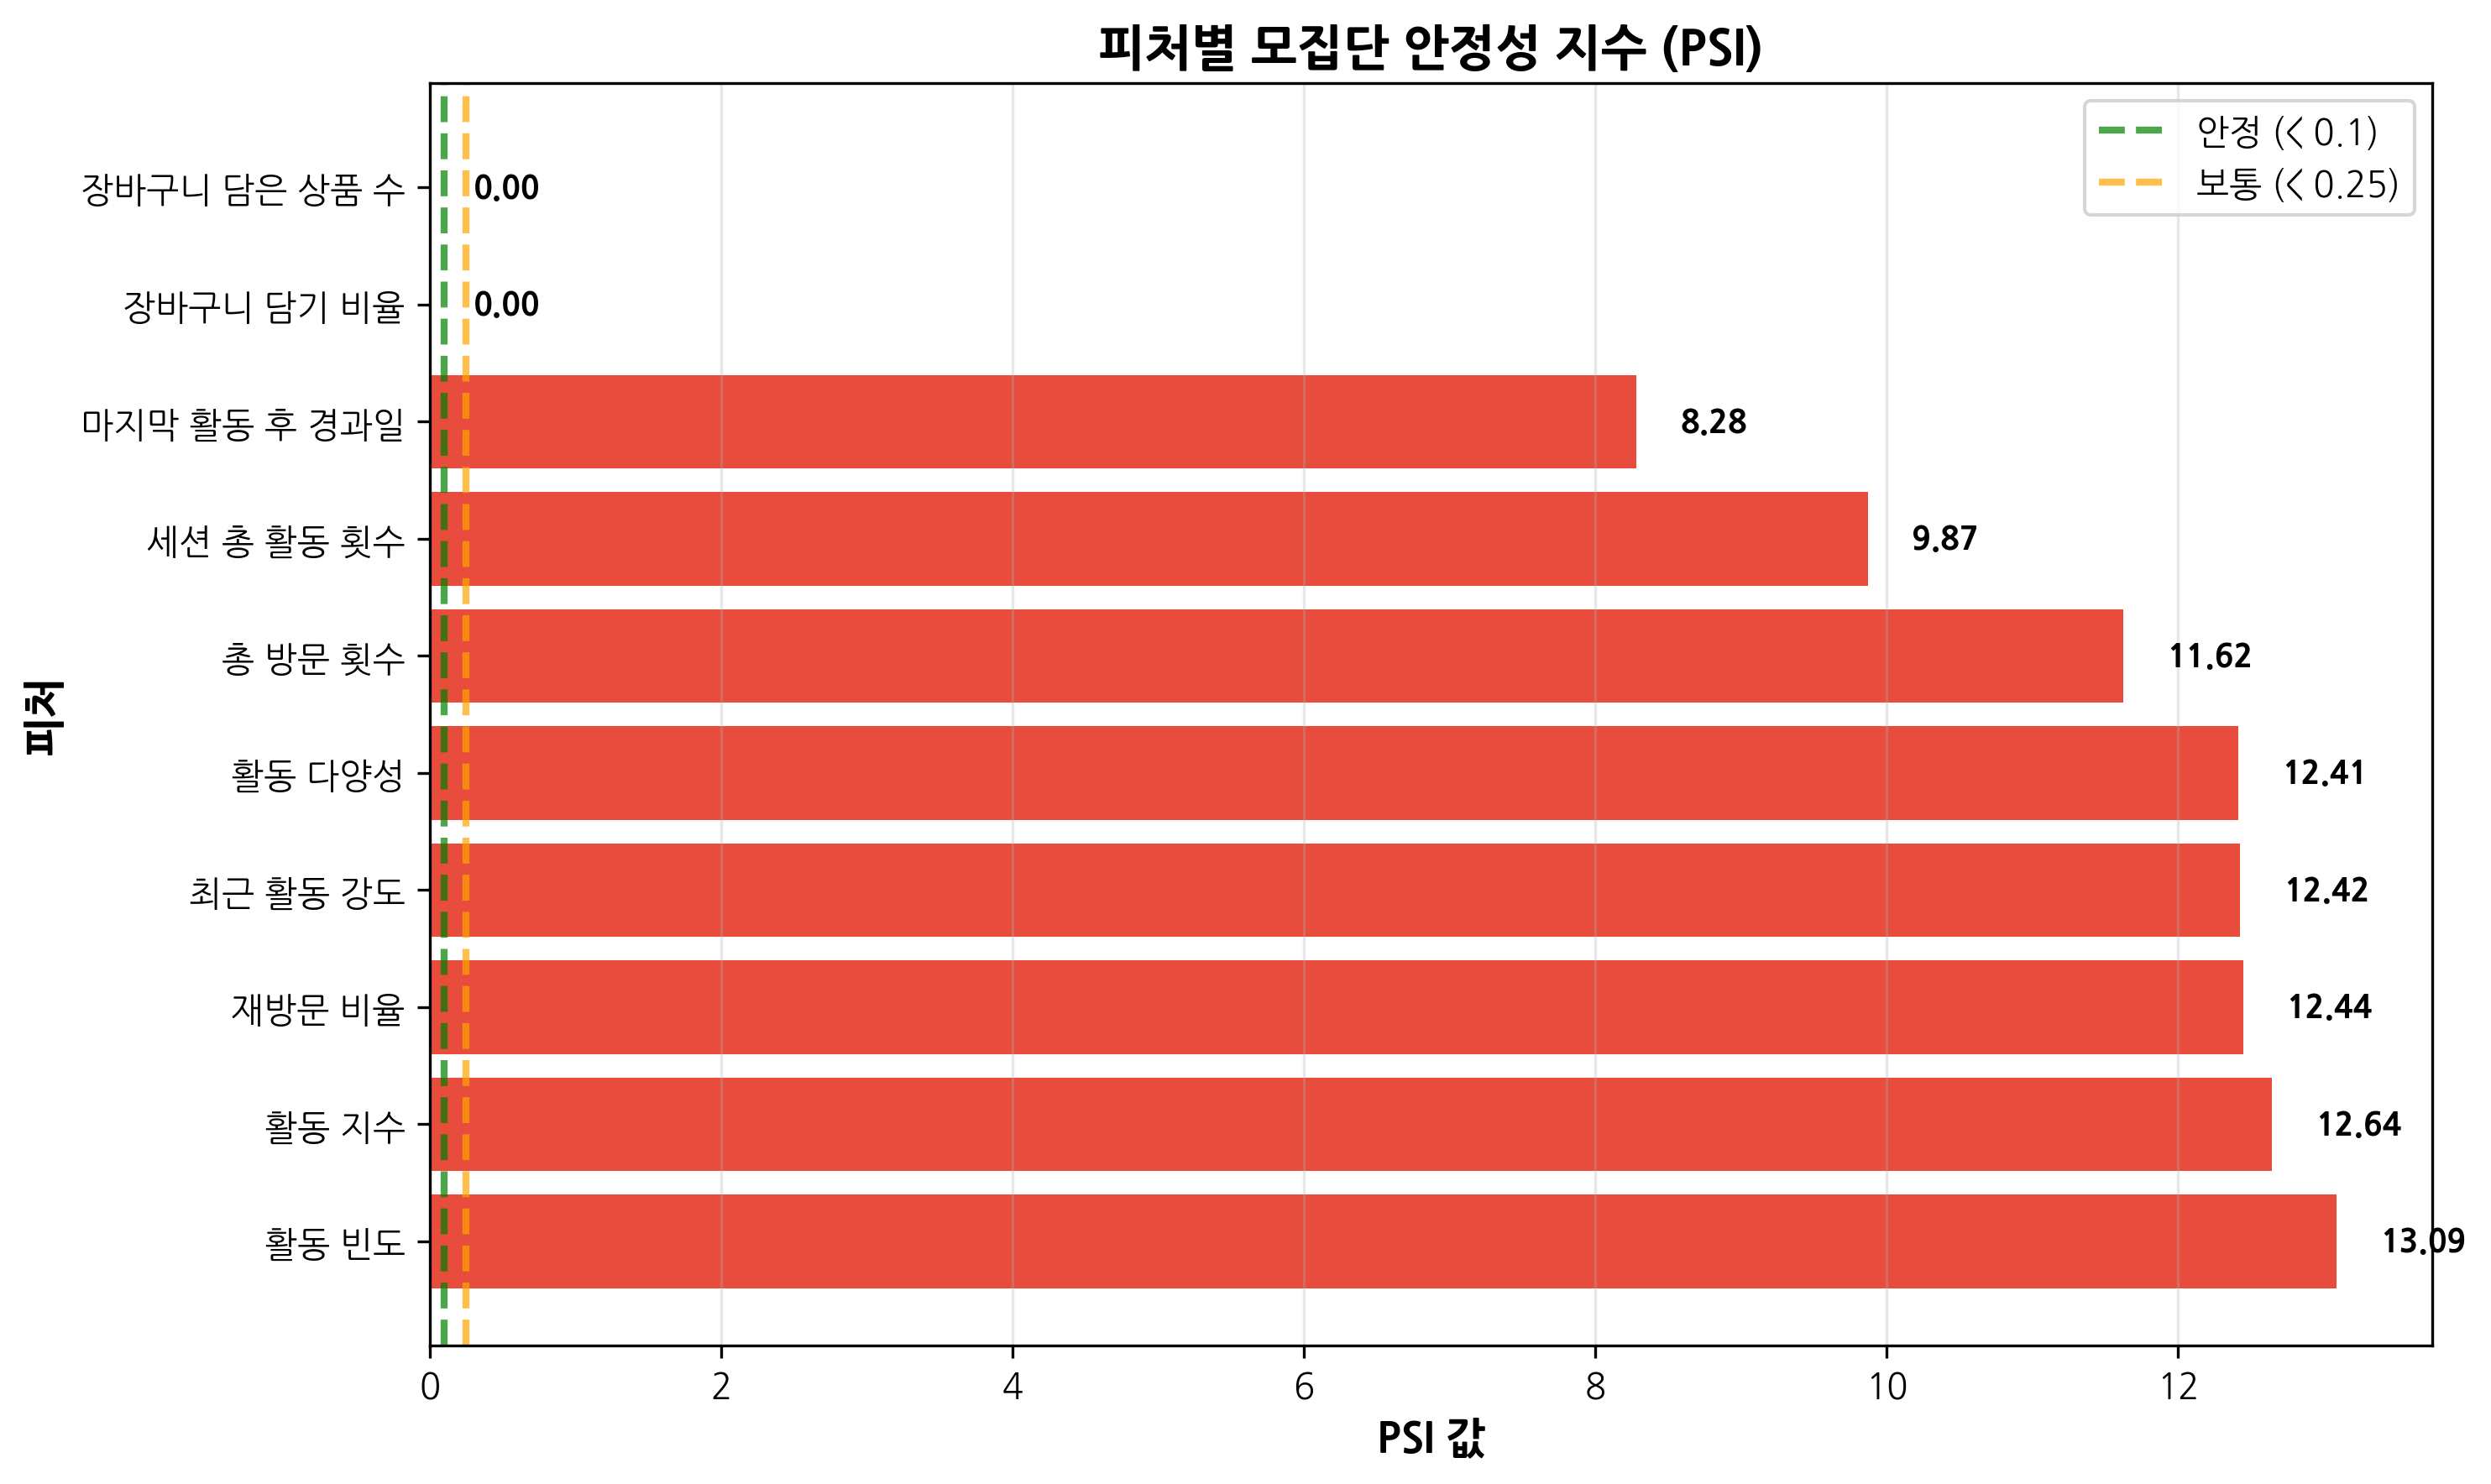 피처별 모집단 안정성 지수 (PSI)
안정 (< 0.1)
보통 (< 0.25)
장바구니 담은 상품 수 0.00
장바구니 담기 비율 0.00
마지막 활동 후 경과일 8.28
세션 총 활동 횟수 9.87
총 방문 횟수 11.62
활동 다양성 12.41
최근 활동 강도 12.42
재방문 비율 12.44
활동 지수 12.64
활동 빈도 13.09
피처
0 2 4 6 8 10 12
PSI 값